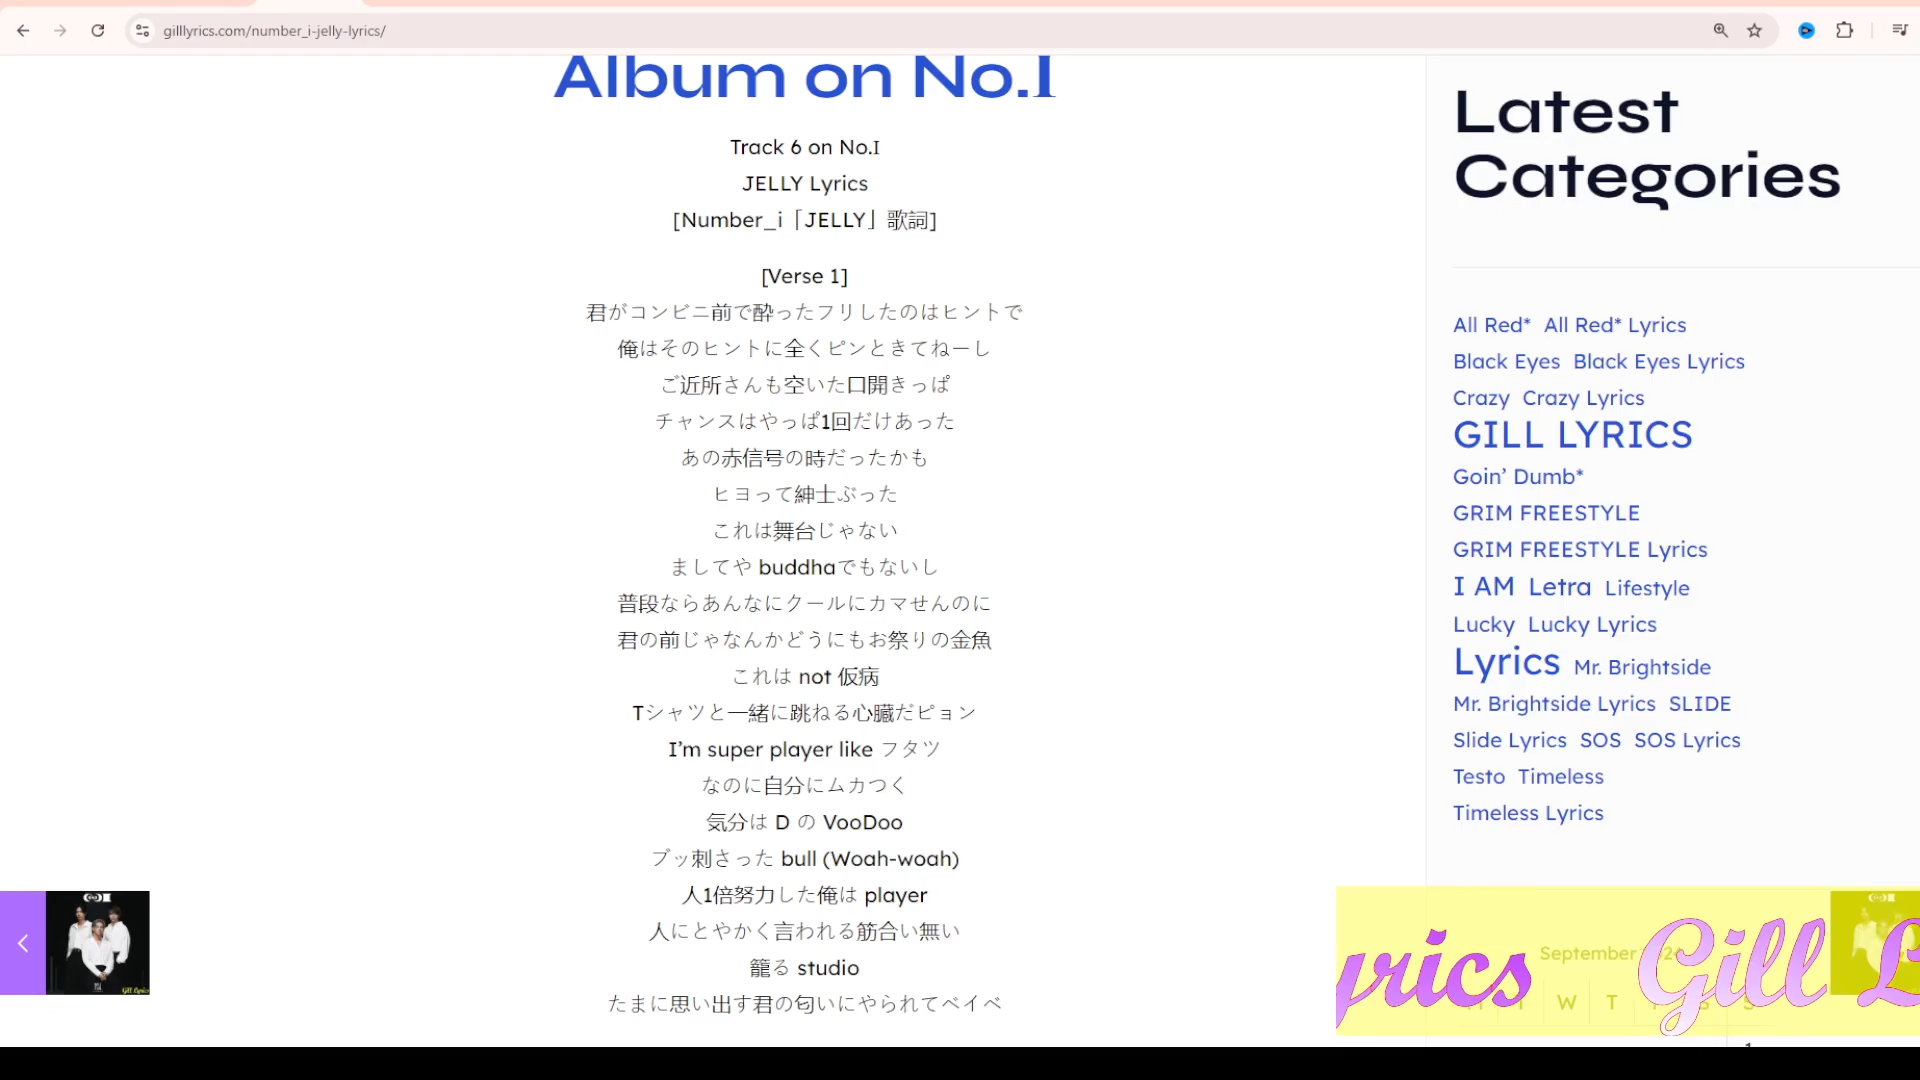 gilllyrics.com/number_i-jelly-lyrics/
Album on No.I
Track 6 on No.I
JELLY Lyrics
[Number_i「JELLY」歌詞]
[Verse 1]
君がコンビニ前で酔ったフリしたのはヒントで
俺はそのヒントに全くピンときてねーし
ご近所さんも空いた口開きっぱ
チャンスはやっぱ1回だけあった
あの赤信号の時だったかも
ヒヨって紳士ぶった
これは舞台じゃない
ましてや buddhaでもないし
普段ならあんなにクールにカマせんのに
君の前じゃなんかどうにもお祭りの金魚
これは not 仮病
Tシャツと一緒に跳ねる心臓だピョン
I’m super player like フタツ
なのに自分にムカつく
気分は D の VooDoo
ブッ刺さった bull (Woah-woah)
人1倍努力した俺は player
人にとやかく言われる筋合い無い
籠る studio
たまに思い出す君の匂いにやられてベイベ
Latest
Categories
All Red* All Red* Lyrics
Black Eyes Black Eyes Lyrics
Crazy Crazy Lyrics
GILL LYRICS
Goin’ Dumb*
GRIM FREESTYLE
GRIM FREESTYLE Lyrics
I AM Letra Lifestyle
Lucky Lucky Lyrics
Lyrics Mr. Brightside
Mr. Brightside Lyrics SLIDE
Slide Lyrics SOS SOS Lyrics
Testo Timeless
Timeless Lyrics
September
yrics Gill L
W T
Gill Lyrics